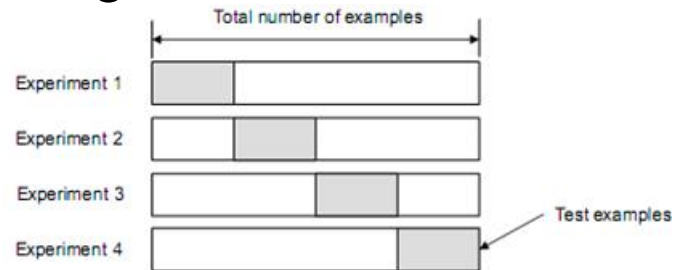 Total number of examples
Experiment 1
Experiment 2
Experiment 3
Test examples
Experiment 4